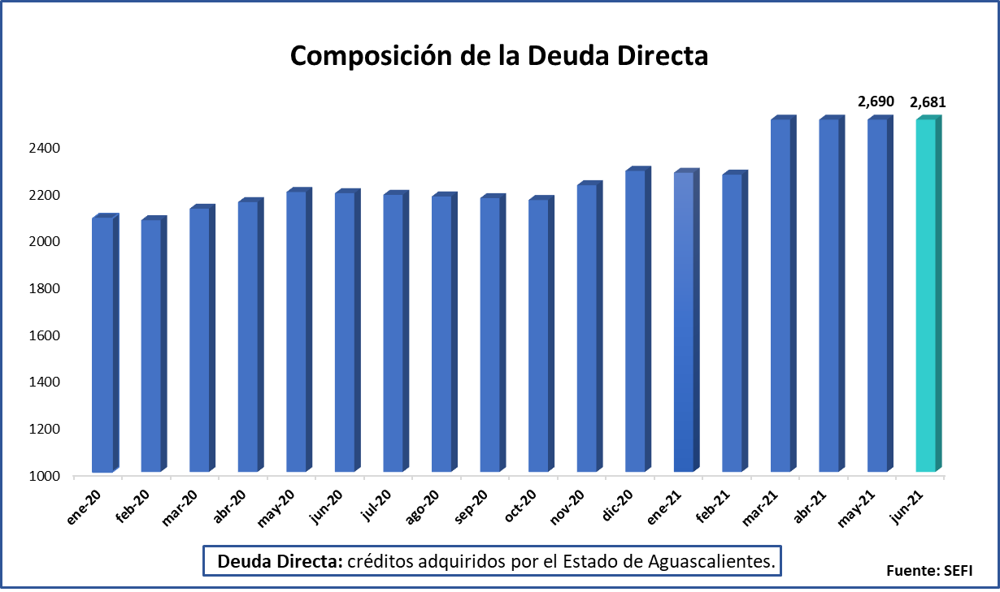 Composición de la Deuda Directa
2,690 2,681
2400
2200
2000
1800
1600
1400
1200
1000
ene-20 feb-20 mar-20 abr-20 may-20 jun-20 jul-20 ago-20 sep-20 oct-20 nov-20 dic-20 ene-21 feb-21 mar-21 abr-21 may-21 jun-21
Deuda Directa: créditos adquiridos por el Estado de Aguascalientes.
Fuente: SEFI